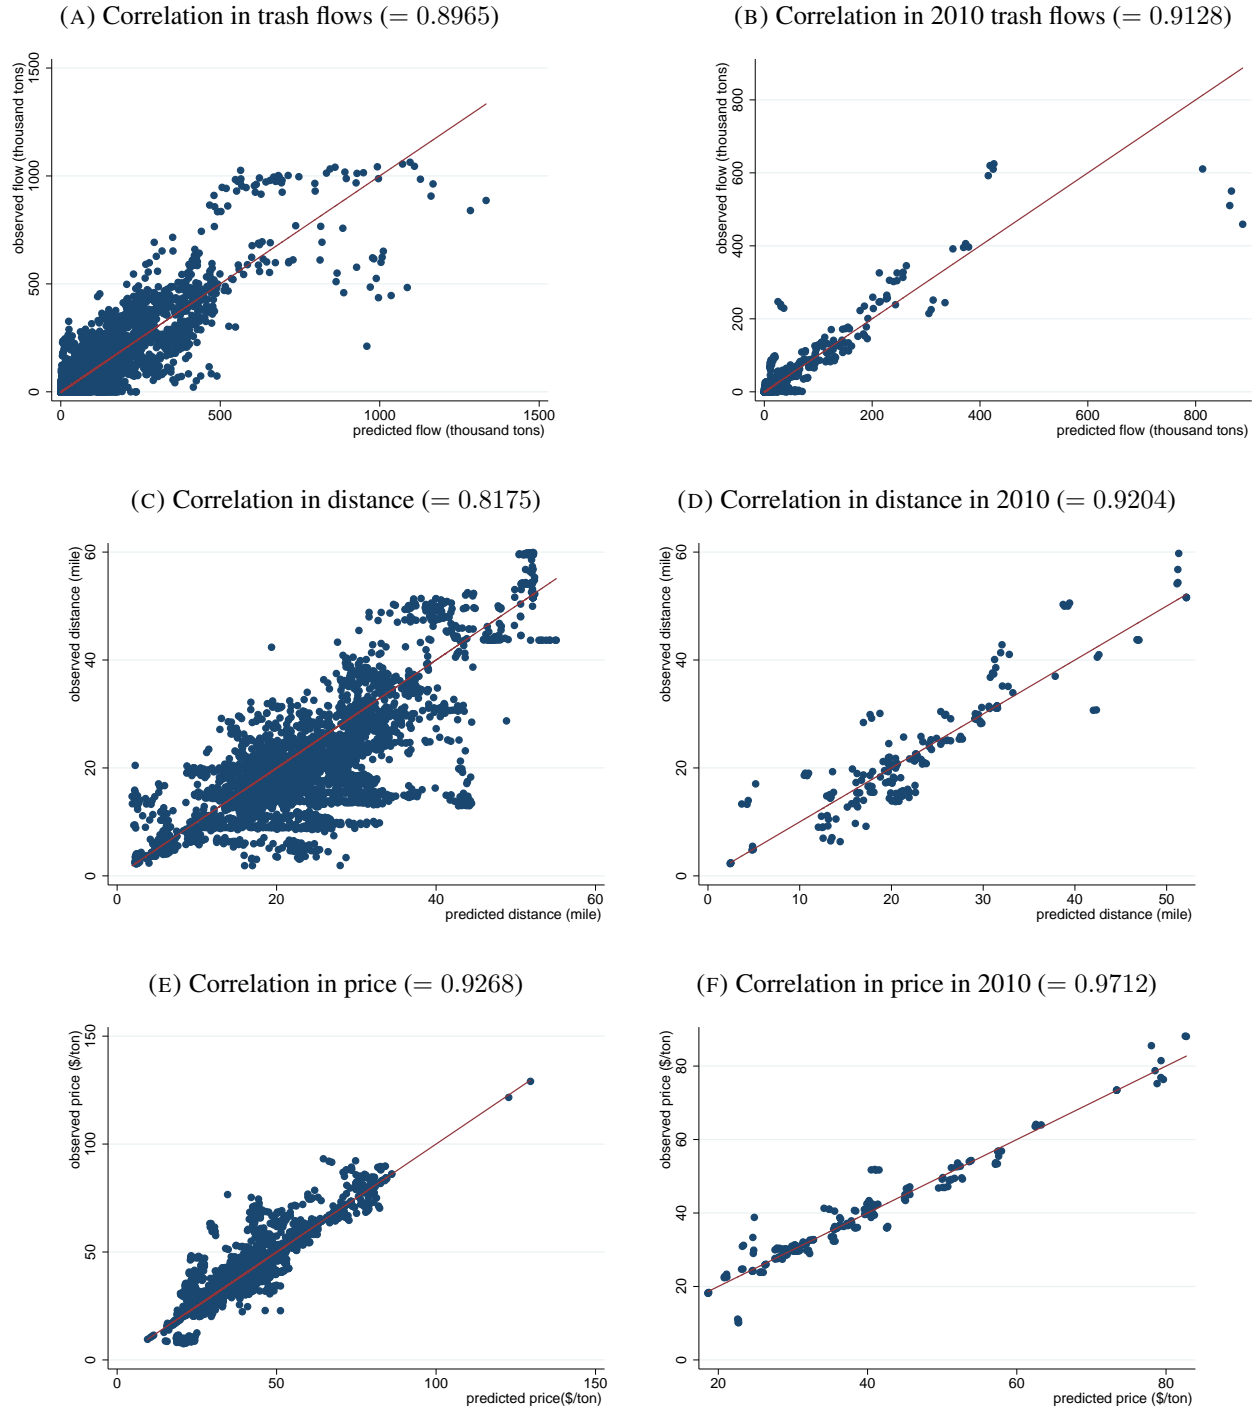 (A) Correlation in trash flows (= 0.8965)
observed flow (thousand tons)
1500
1000
500
0
0 500 1000 1500
predicted flow (thousand tons)
(B) Correlation in 2010 trash flows (= 0.9128)
observed flow (thousand tons)
800
600
400
200
0
0 200 400 600 800
predicted flow (thousand tons)
(C) Correlation in distance (= 0.8175)
observed distance (mile)
60
40
20
0
0 20 40 60
predicted distance (mile)
(D) Correlation in distance in 2010 (= 0.9204)
observed distance (mile)
60
40
20
0
0 10 20 30 40 50
predicted distance (mile)
(E) Correlation in price (= 0.9268)
observed price ($/ton)
150
100
50
0
0 50 100 150
predicted price($/ton)
(F) Correlation in price in 2010 (= 0.9712)
observed price ($/ton)
80
60
40
20
0
20 40 60 80
predicted price ($/ton)